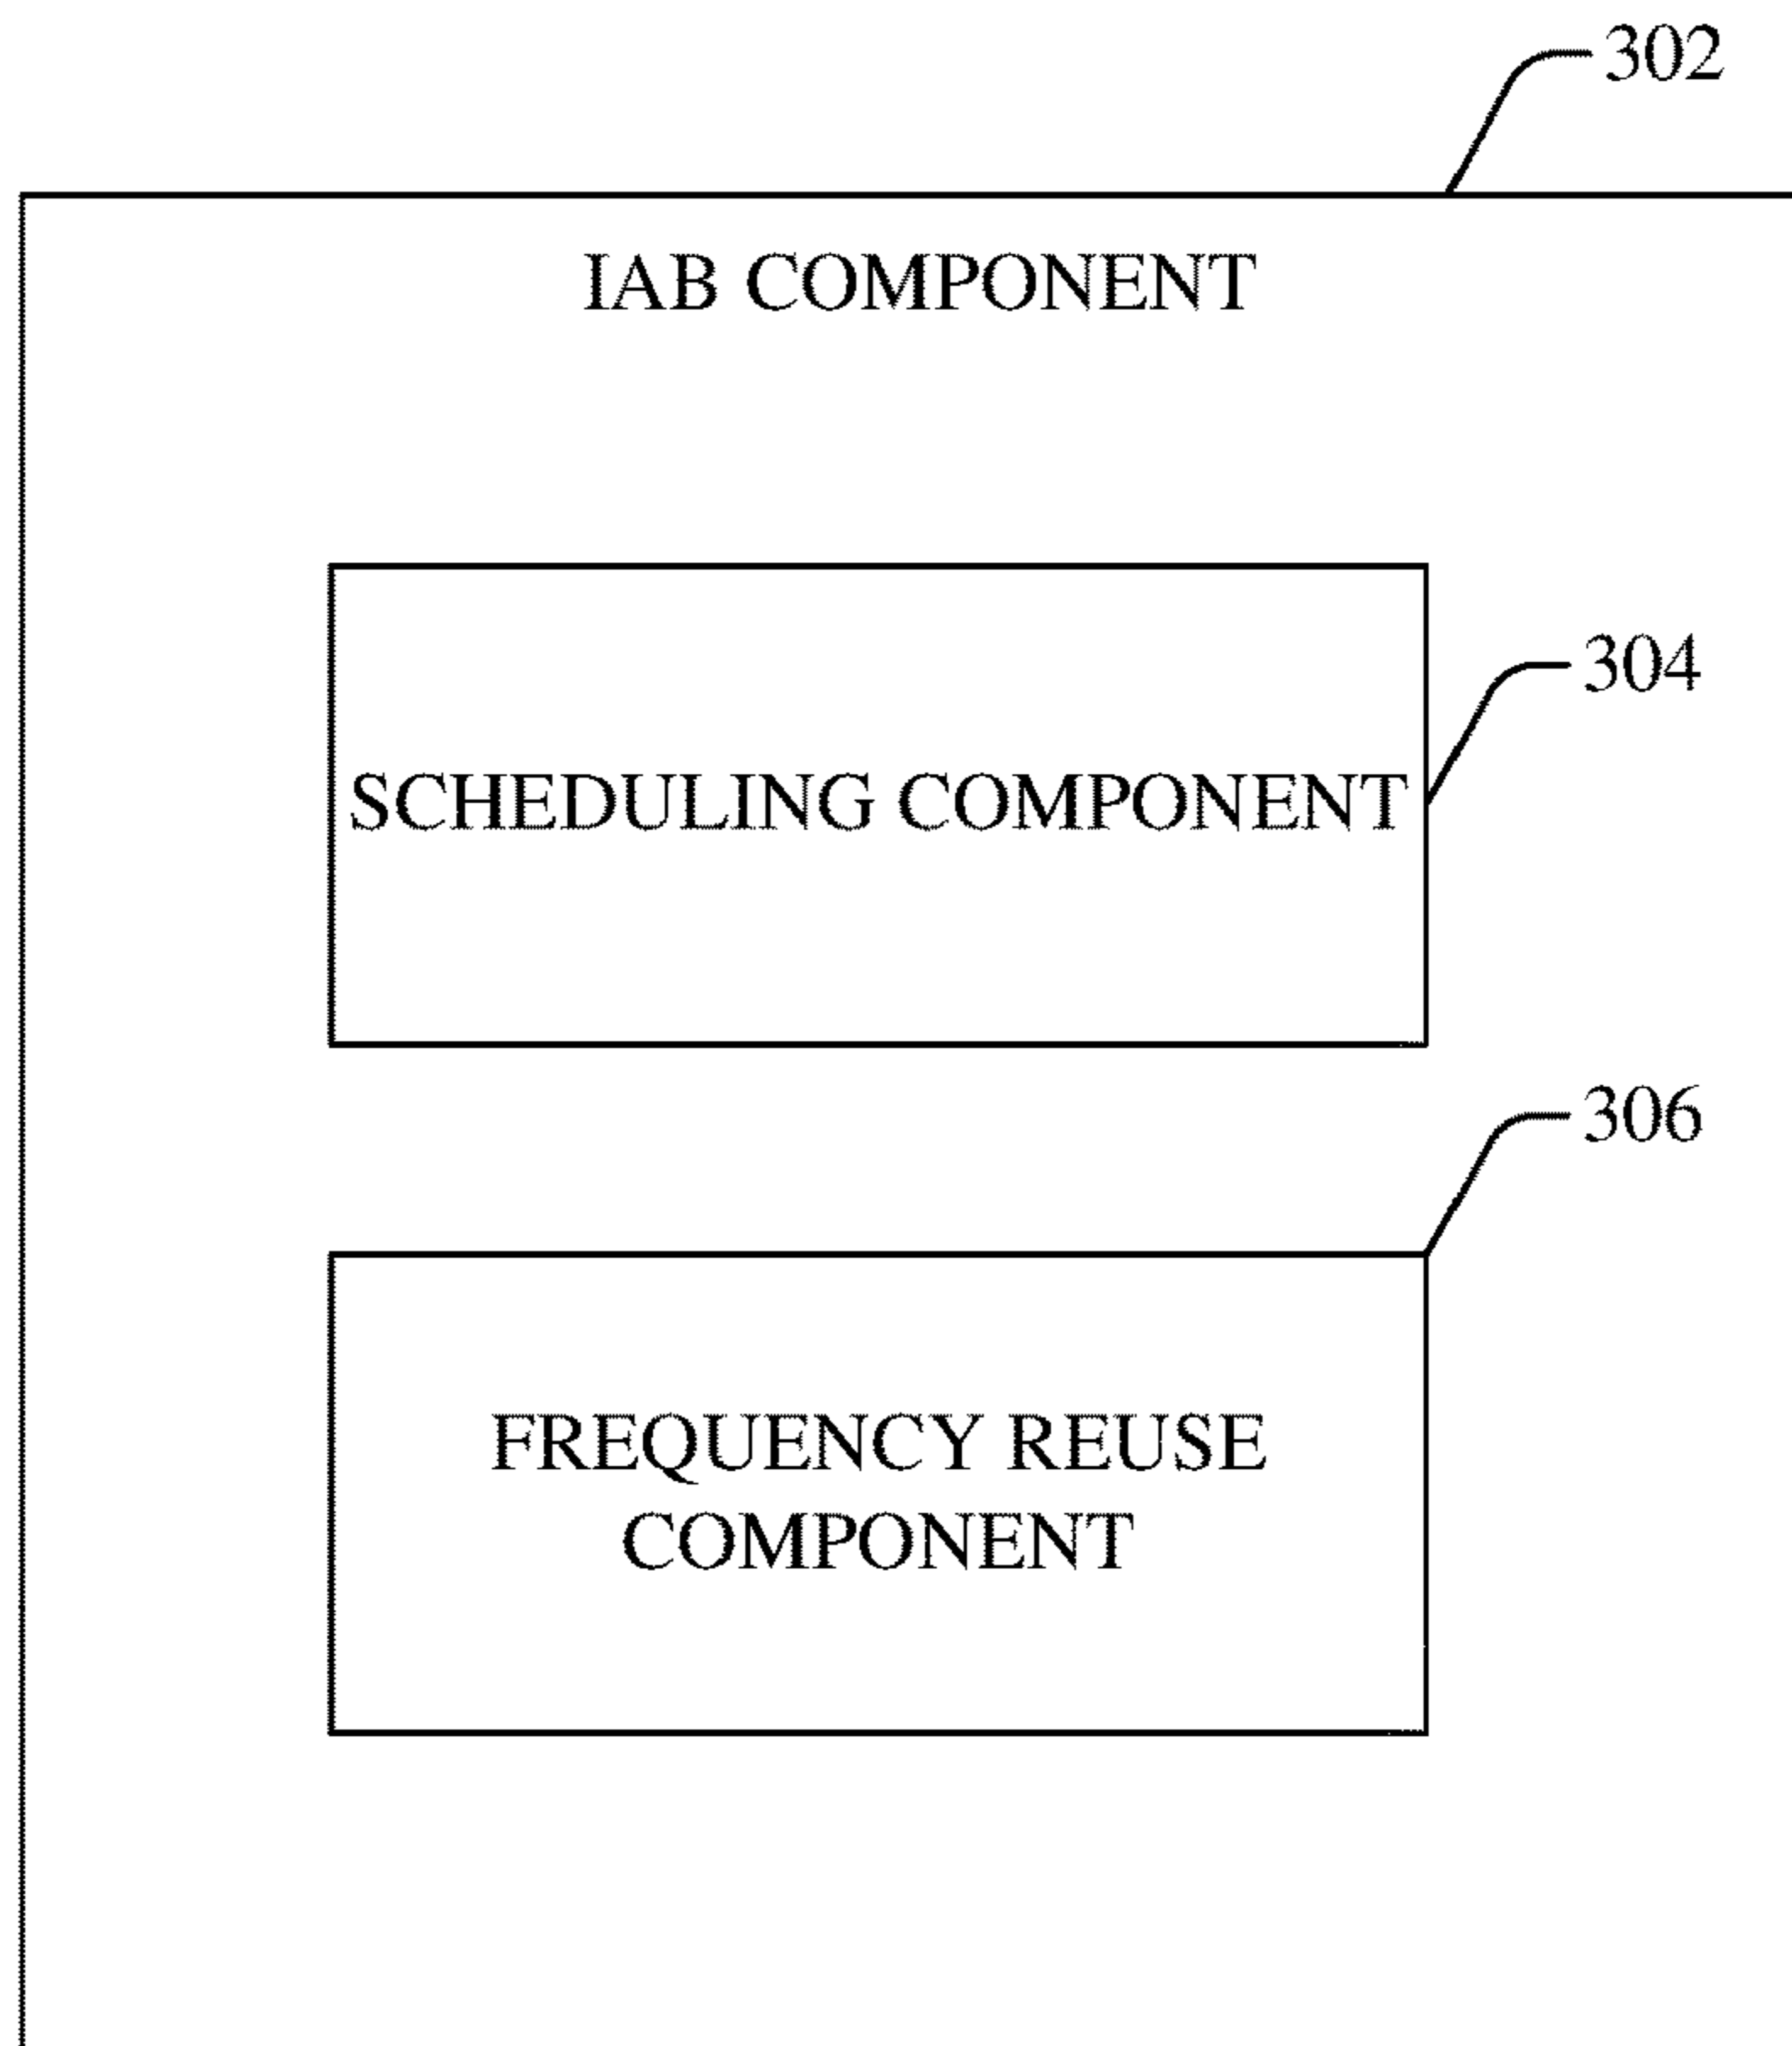 302
IAB COMPONENT
304
SCHEDULING COMPONENT
306
FREQUENCY REUSE
COMPONENT